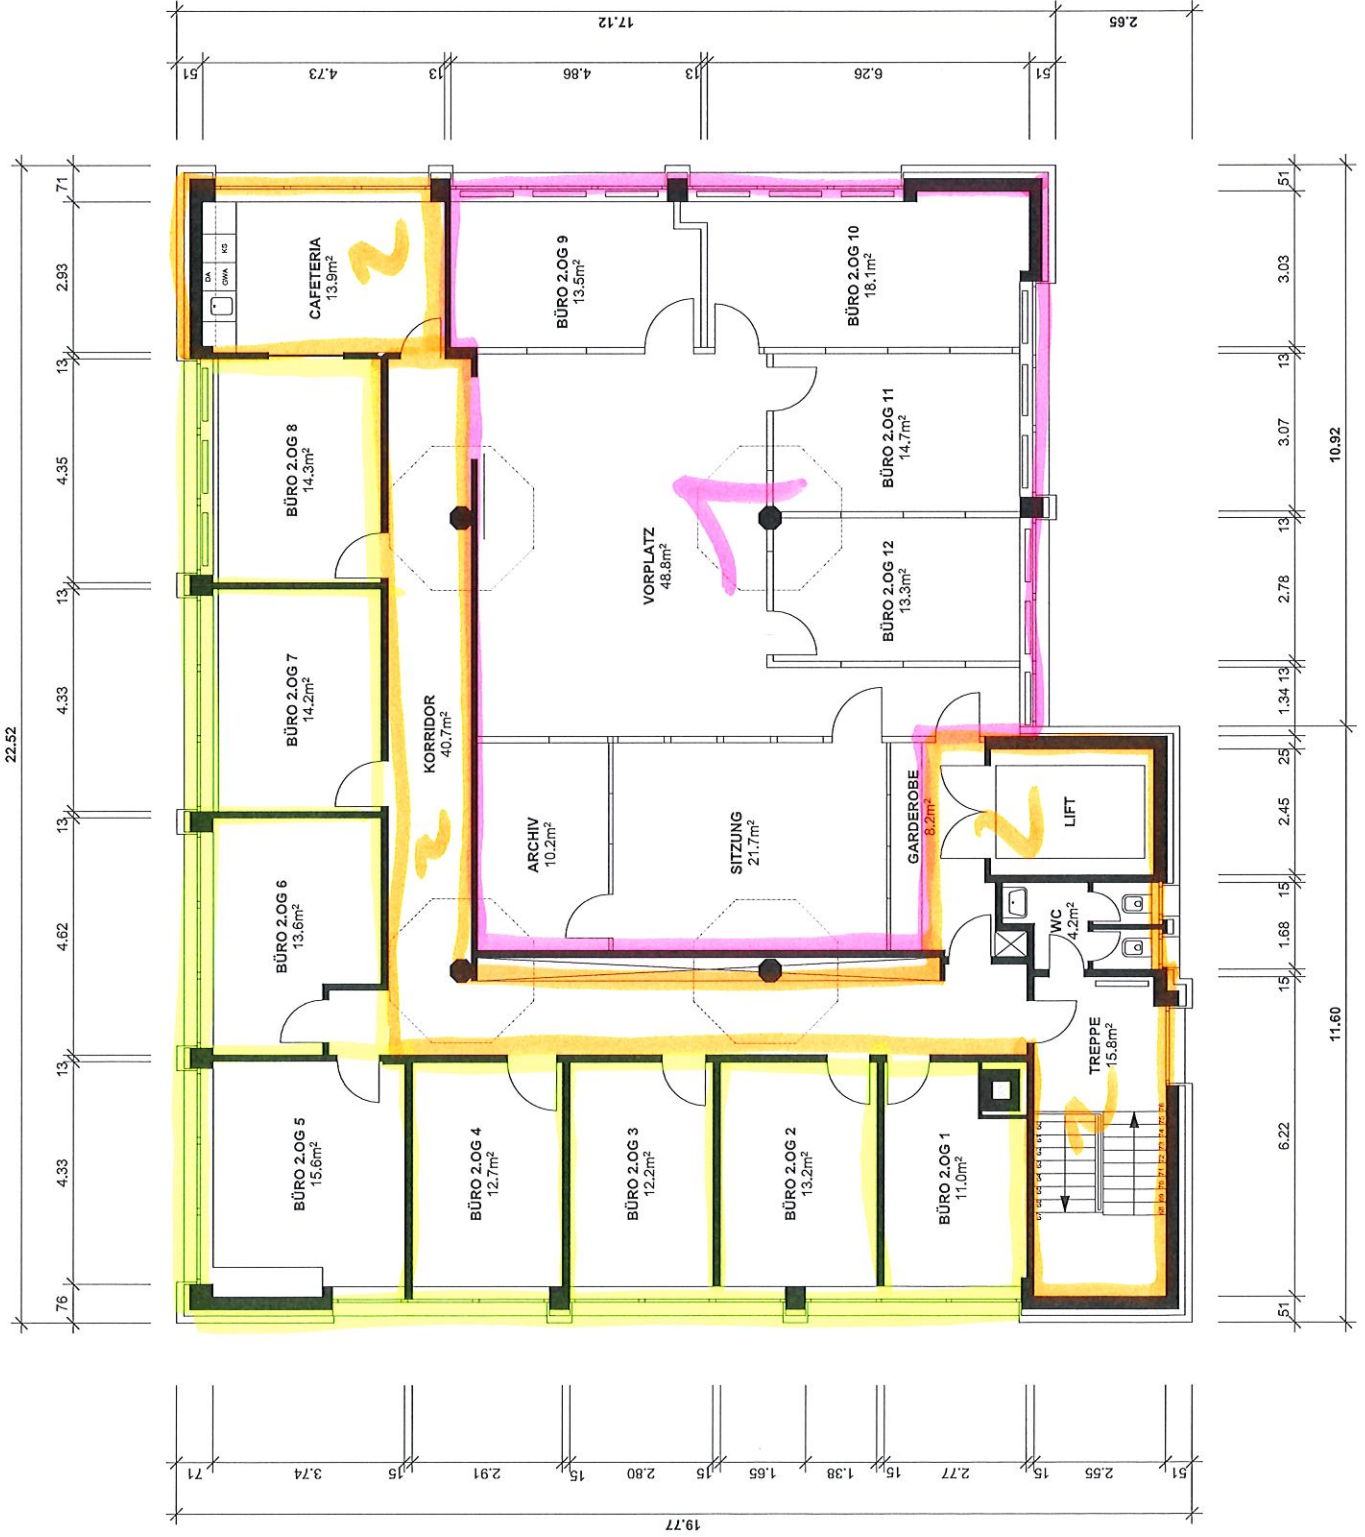 17.12
2.65
51
4.73
13
4.86
13
6.26
51
22.52
71
2.93
13
4.35
13
4.33
13
4.62
13
4.33
76
DA
GWA
KS
CAFETERIA
13.9m²
2
BÜRO 2.OG 9
13.5m²
BÜRO 2.OG 10
18.1m²
BÜRO 2.OG 8
14.3m²
BÜRO 2.OG 11
14.7m²
1
VORPLATZ
48.8m²
BÜRO 2.OG 12
13.3m²
BÜRO 2.OG 7
14.2m²
KORRIDOR
40.7m²
2
ARCHIV
10.2m²
SITZUNG
21.7m²
GARDEROBE
8.2m²
2
LIFT
BÜRO 2.OG 6
13.6m²
WC
4.2m²
TREPPE
15.8m²
2
BÜRO 2.OG 5
15.6m²
BÜRO 2.OG 4
12.7m²
BÜRO 2.OG 3
12.2m²
BÜRO 2.OG 2
13.2m²
BÜRO 2.OG 1
11.0m²
51
3.03
13
3.07
13
2.78
13
1.34
25
2.45
15
1.68
15
6.22
51
10.92
11.60
71
3.74
15
2.91
15
2.80
15
1.65
1.38
15
2.77
15
2.55
51
19.77